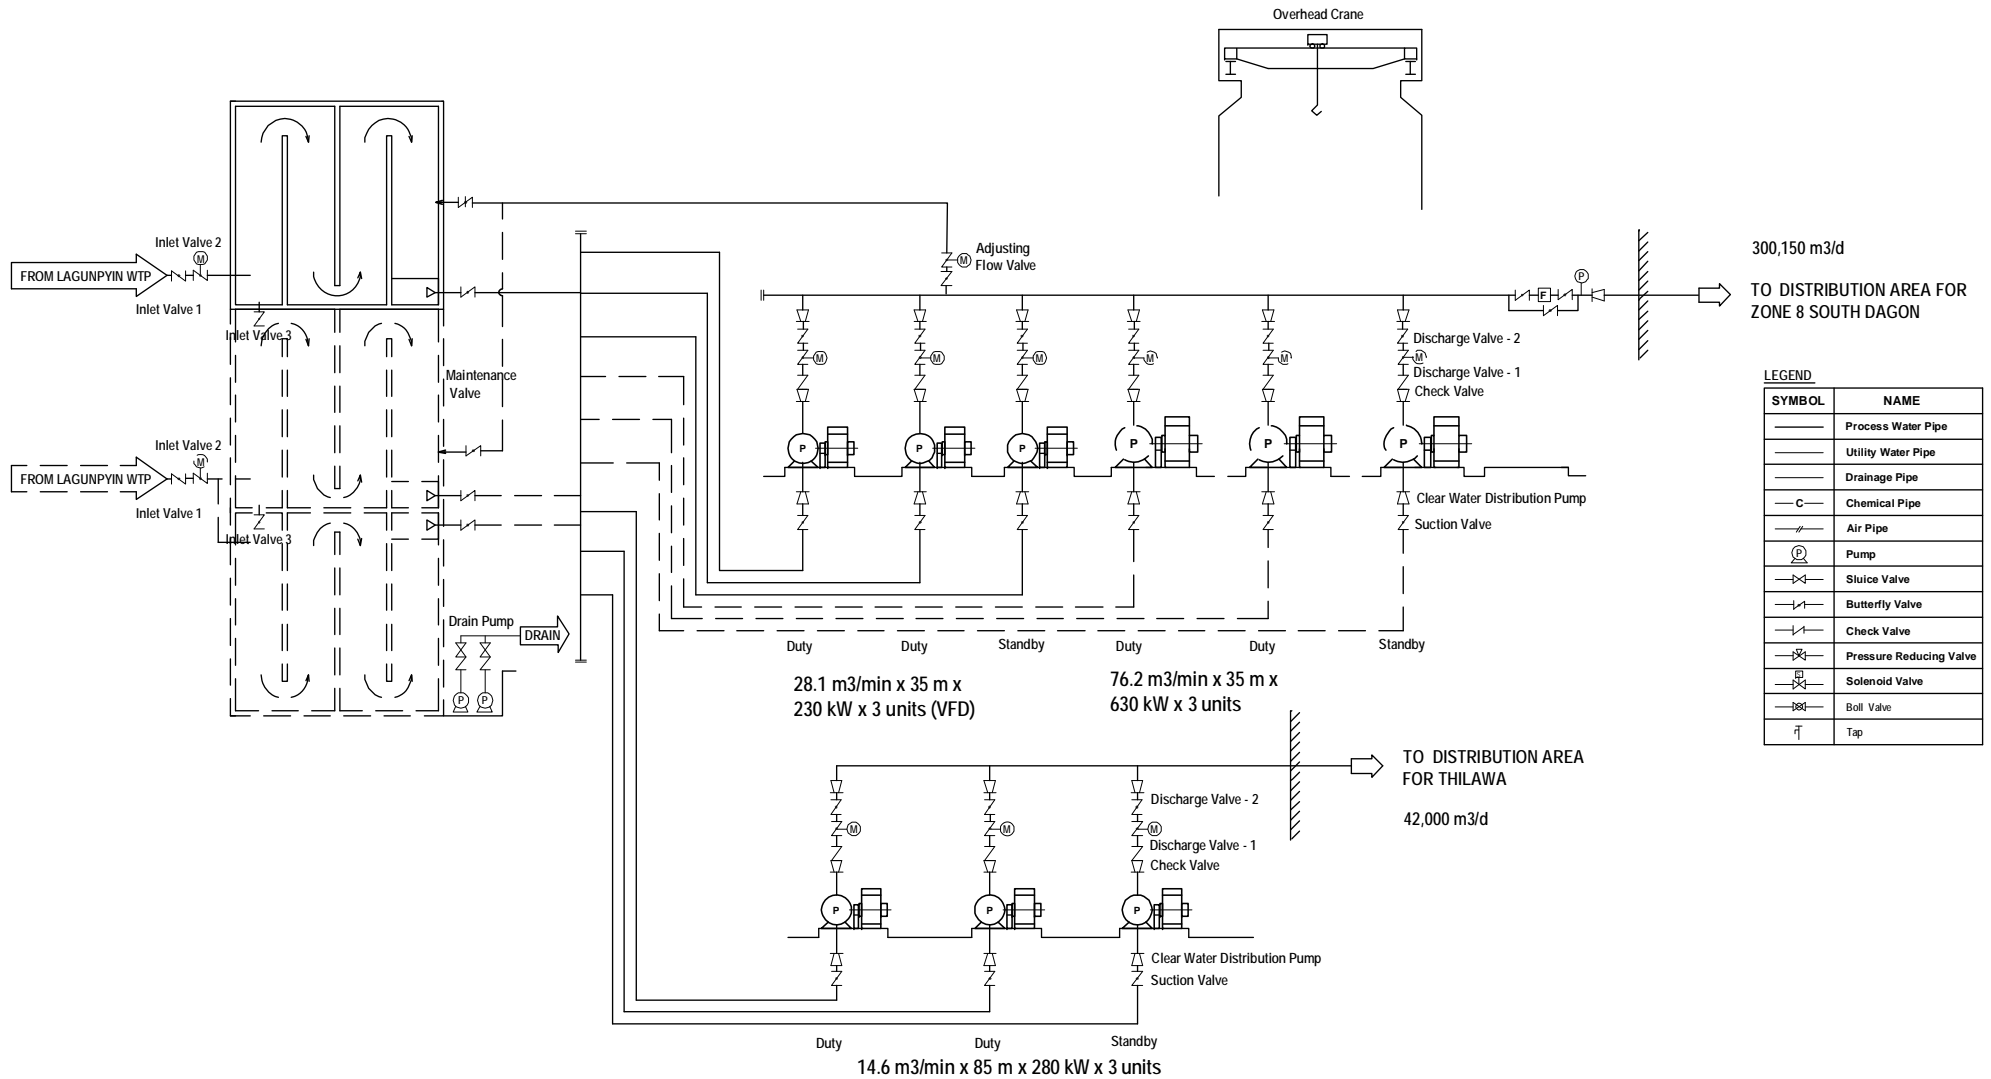 Overhead Crane
Inlet Valve 2
M
FROM LAGUNPYIN WTP
Inlet Valve 1
Inlet Valve 3
Adjusting
Flow Valve
M
300,150 m3/d
TO DISTRIBUTION AREA FOR
ZONE 8 SOUTH DAGON
P
F
M
M
M
M
M
M
Discharge Valve - 2
Discharge Valve - 1
Check Valve
Maintenance
Valve
P
P
P
P
P
P
Inlet Valve 2
M
FROM LAGUNPYIN WTP
Inlet Valve 1
Inlet Valve 3
Clear Water Distribution Pump
Suction Valve
Drain Pump
DRAIN
P
P
Duty
Duty
Standby
Duty
Duty
Standby
28.1 m3/min x 35 m x
230 kW x 3 units (VFD)
76.2 m3/min x 35 m x
630 kW x 3 units
LEGEND
SYMBOL NAME
Process Water Pipe
Utility Water Pipe
Drainage Pipe
C Chemical Pipe
Air Pipe
P Pump
Sluice Valve
Butterfly Valve
Check Valve
Pressure Reducing Valve
S Solenoid Valve
Boll Valve
Tap
TO DISTRIBUTION AREA
FOR THILAWA
42,000 m3/d
Discharge Valve - 2
M
M
M
Discharge Valve - 1
Check Valve
P
P
P
Clear Water Distribution Pump
Suction Valve
Duty
Duty
Standby
14.6 m3/min x 85 m x 280 kW x 3 units